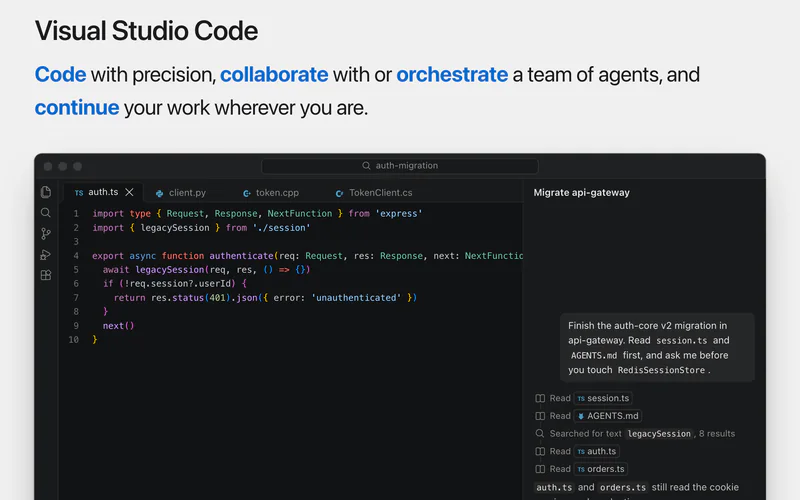 Visual Studio Code
Code with precision, collaborate with or orchestrate a team of agents, and
continue your work wherever you are.
auth-migration
TS auth.ts
client.py
token.cpp
TokenClient.cs
Migrate api-gateway
1 import type { Request, Response, NextFunction } from 'express'
2 import { legacySession } from './session'
3
4 export async function authenticate(req: Request, res: Response, next: NextFunctio
5 await legacySession(req, res, () => {})
6 if (!req.session?.userId) {
7 return res.status(401).json({ error: 'unauthenticated' })
8 }
9 next()
10 }
Finish the auth-core v2 migration in
api-gateway. Read session.ts and
AGENTS.md first, and ask me before
you touch RedisSessionStore.
Read TS session.ts
Read AGENTS.md
Searched for text legacySession, 8 results
Read TS auth.ts
Read TS orders.ts
auth.ts and orders.ts still read the cookie